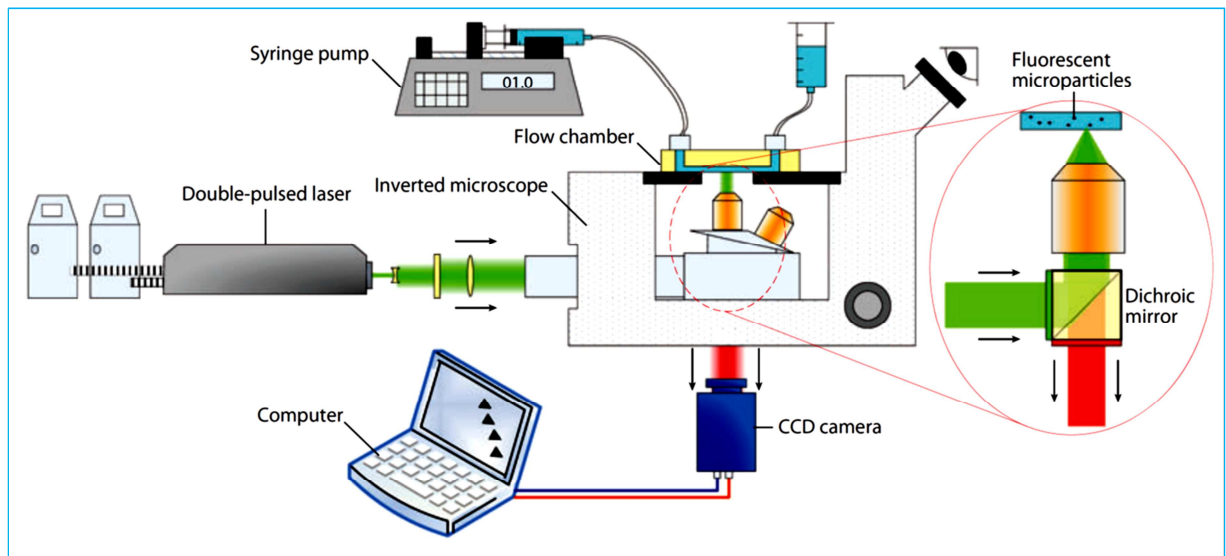 Syringe pump
01.0
Fluorescent
microparticles
Flow chamber
Inverted microscope
Double-pulsed laser
Dichroic
mirror
Computer
CCD camera